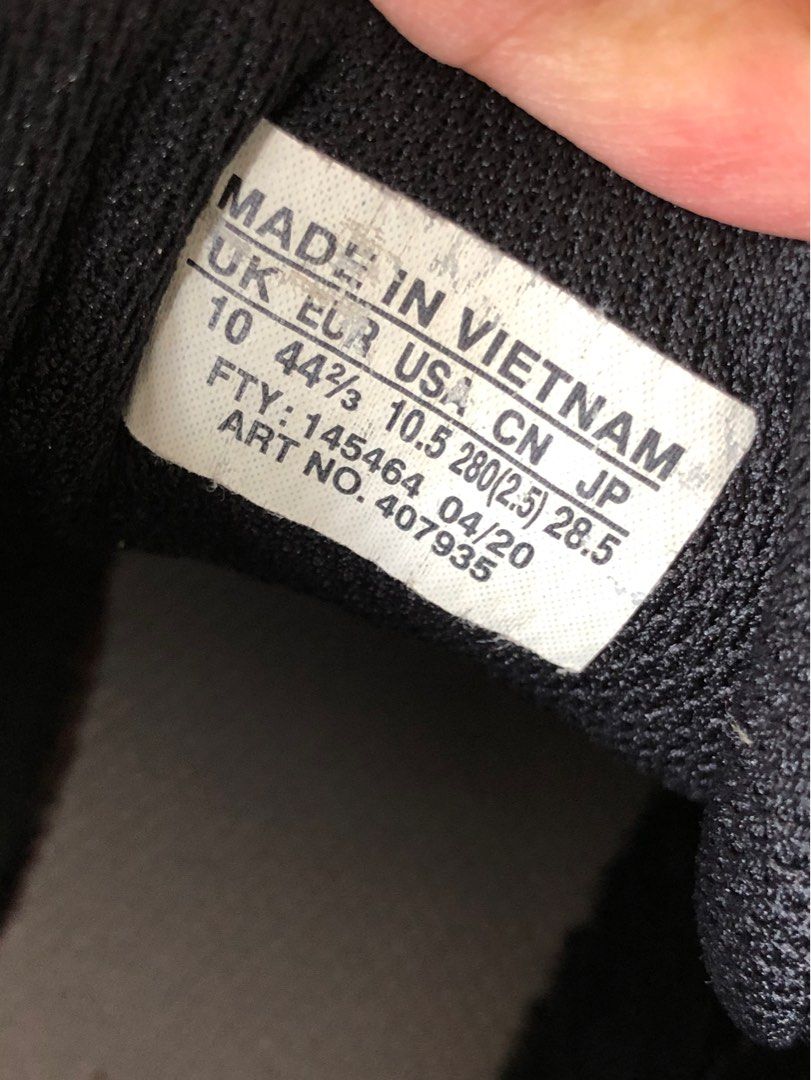 MADE IN VIETNAM
UK EUR USA CN JP
10 44⅔ 10.5 280(2.5) 28.5
FTY: 145464 04/20
ART NO. 407935